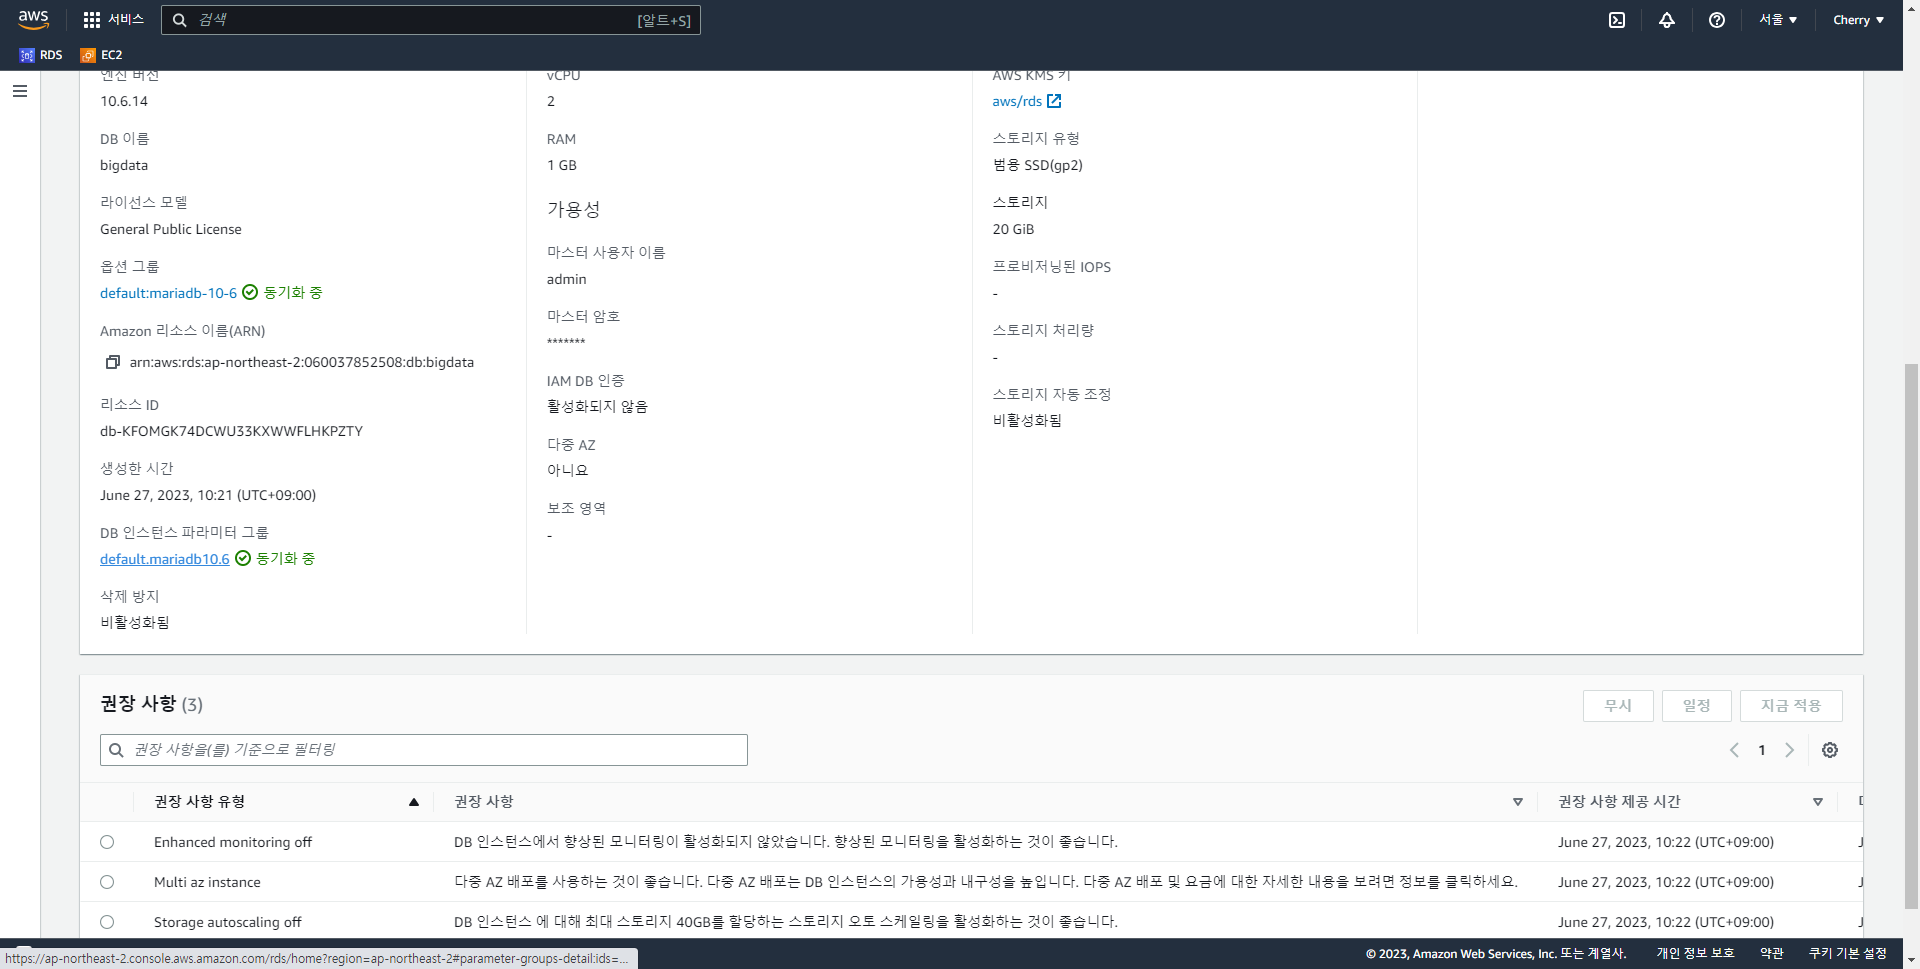 aws
서비스
검색
[알트+S]
서울 ▼
Cherry ▼
RDS
EC2
엔진 버전
10.6.14
DB 이름
bigdata
라이선스 모델
General Public License
옵션 그룹
default:mariadb-10-6 동기화 중
Amazon 리소스 이름(ARN)
arn:aws:rds:ap-northeast-2:060037852508:db:bigdata
리소스 ID
db-KFOMGK74DCWU33KXWWFLHKPZTY
생성한 시간
June 27, 2023, 10:21 (UTC+09:00)
DB 인스턴스 파라미터 그룹
default.mariadb10.6 동기화 중
삭제 방지
비활성화됨
vCPU
2
RAM
1 GB
가용성
마스터 사용자 이름
admin
마스터 암호
*******
IAM DB 인증
활성화되지 않음
다중 AZ
아니요
보조 영역
-
AWS KMS 키
aws/rds
스토리지 유형
범용 SSD(gp2)
스토리지
20 GiB
프로비저닝된 IOPS
-
스토리지 처리량
-
스토리지 자동 조정
비활성화됨
권장 사항 (3)
무시
일정
지금 적용
권장 사항을(를) 기준으로 필터링
1
권장 사항 유형
권장 사항
권장 사항 제공 시간
Enhanced monitoring off
DB 인스턴스에서 향상된 모니터링이 활성화되지 않았습니다. 향상된 모니터링을 활성화하는 것이 좋습니다.
June 27, 2023, 10:22 (UTC+09:00)
Multi az instance
다중 AZ 배포를 사용하는 것이 좋습니다. 다중 AZ 배포는 DB 인스턴스의 가용성과 내구성을 높입니다. 다중 AZ 배포 및 요금에 대한 자세한 내용을 보려면 정보를 클릭하세요.
June 27, 2023, 10:22 (UTC+09:00)
Storage autoscaling off
DB 인스턴스 에 대해 최대 스토리지 40GB를 할당하는 스토리지 오토 스케일링을 활성화하는 것이 좋습니다.
June 27, 2023, 10:22 (UTC+09:00)
© 2023, Amazon Web Services, Inc. 또는 계열사.
개인 정보 보호
약관
쿠키 기본 설정
https://ap-northeast-2.console.aws.amazon.com/rds/home?region=ap-northeast-2#parameter-groups-detail:ids=...